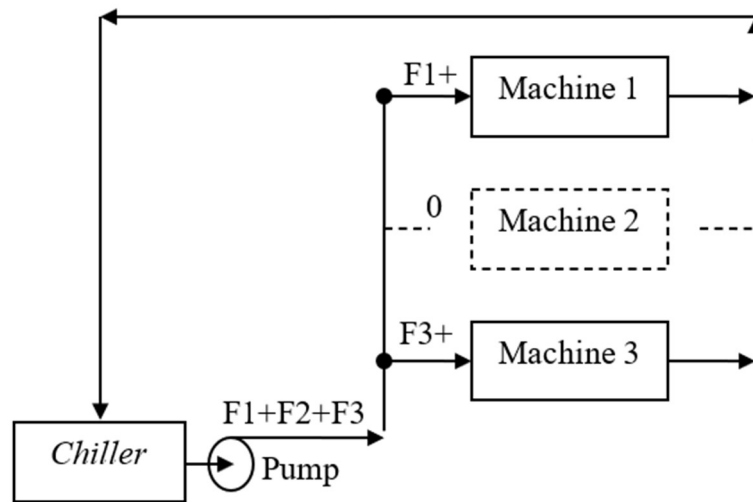 F1+
Machine 1
0
Machine 2
F3+
Machine 3
F1+F2+F3
Chiller
Pump